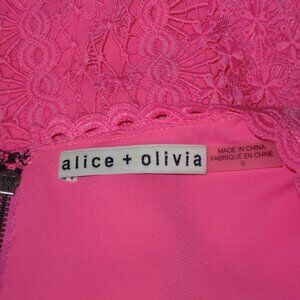 alice + olivia
MADE IN CHINA
FABRIQUÉ EN CHINE
0